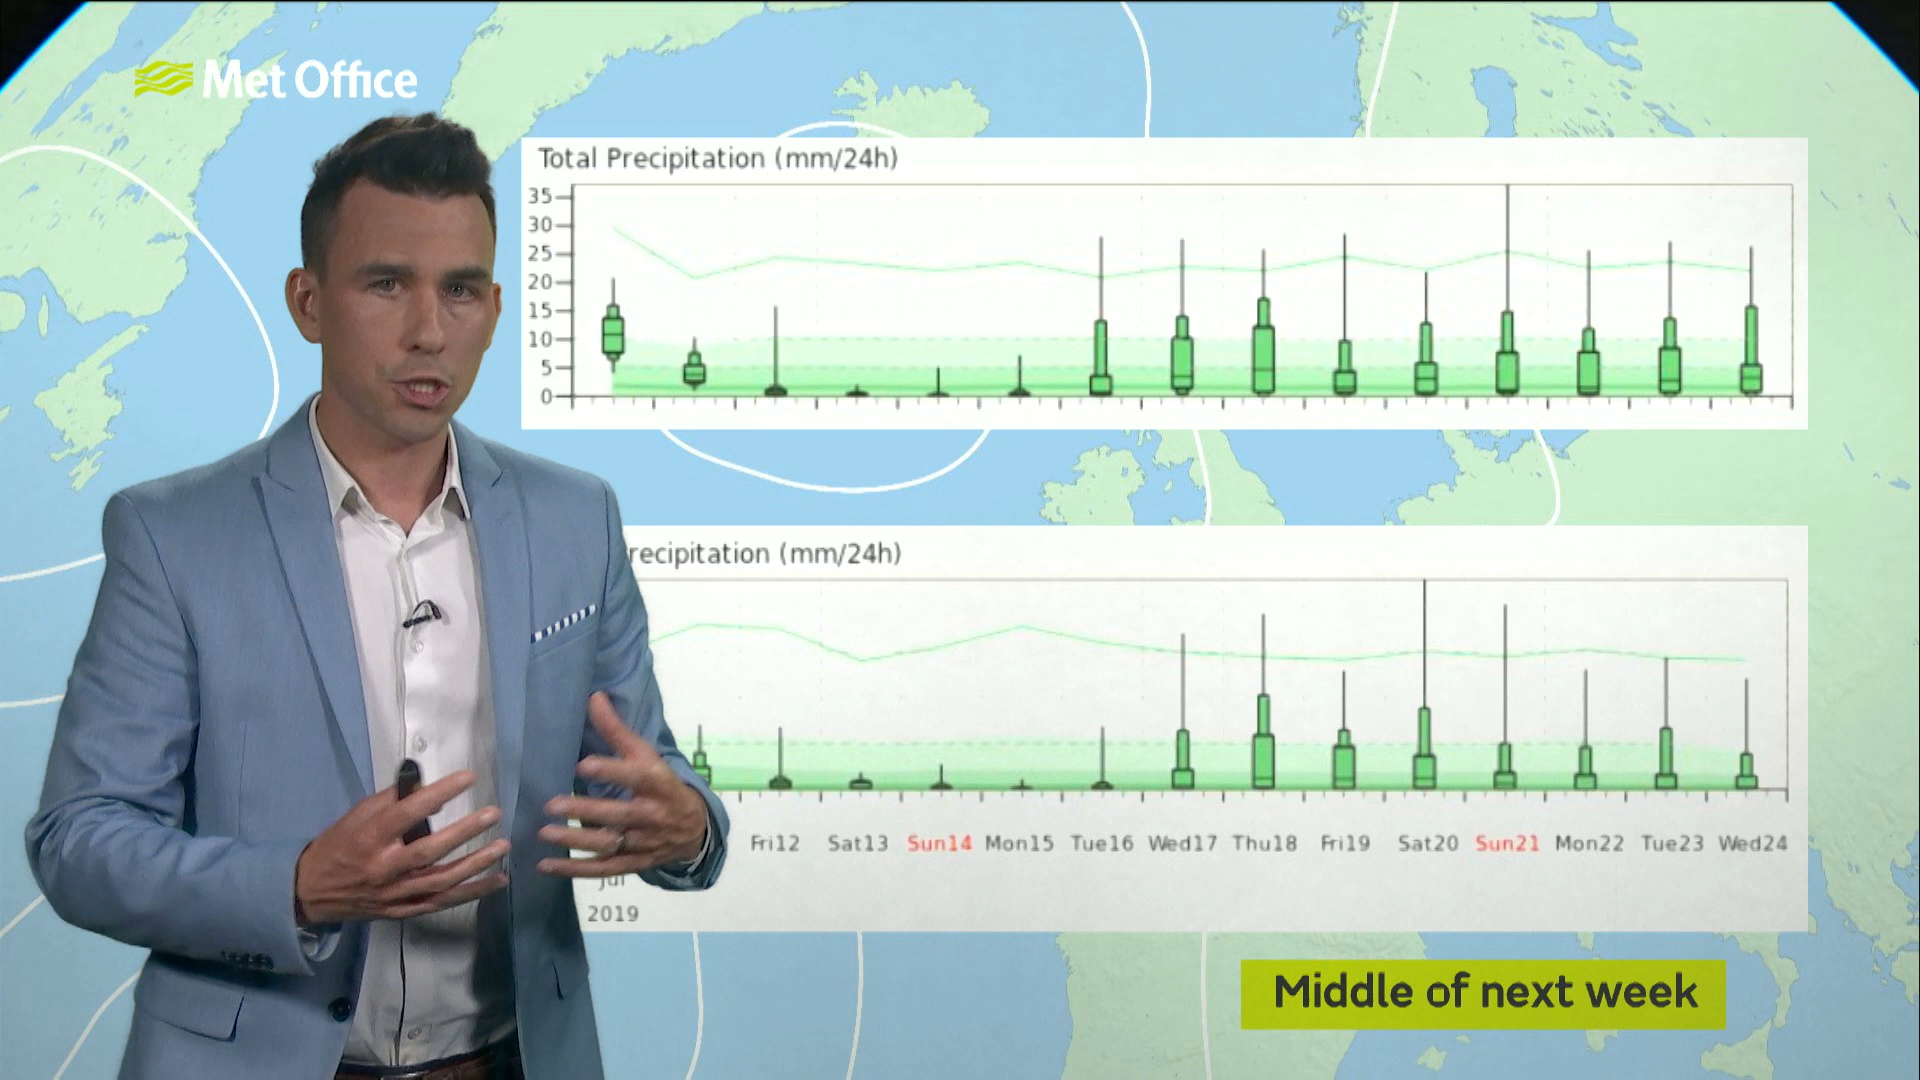 Met Office
Total Precipitation (mm/24h)
35
30
25
20
15
10
5
0
recipitation (mm/24h)
Fri12 Sat13 Sun14 Mon15 Tue16 Wed17 Thu18 Fri19 Sat20 Sun21 Mon22 Tue23 Wed24
Jul
2019
Middle of next week